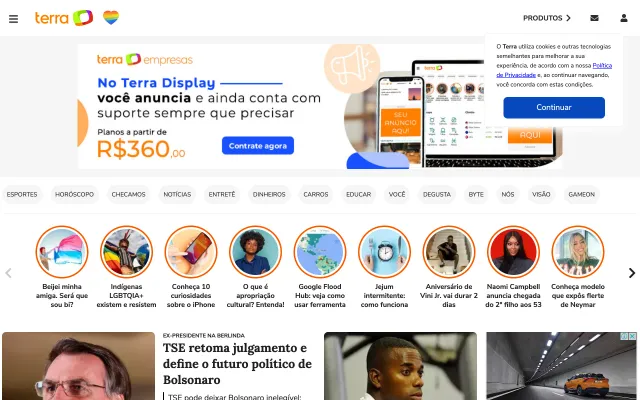 terra
PRODUTOS
O Terra utiliza cookies e outras tecnologias
semelhantes para melhorar a sua
experiência, de acordo com a nossa Política
de Privacidade e, ao continuar navegando,
você concorda com estas condições.
Continuar
terra empresas
No Terra Display
você anuncia e ainda conta com
suporte sempre que precisar
Planos a partir de
R$360,00
Contrate agora
SEU
ANÚNCIO
AQUI
AQUI
ESPORTES
HORÓSCOPO
CHECAMOS
NOTÍCIAS
ENTRETÊ
DINHEIROS
CARROS
EDUCAR
VOCÊ
DEGUSTA
BYTE
NÓS
VISÃO
GAMEON
Beijei minha
amiga. Será que
sou bi?
Indígenas
LGBTQIA+
existem e resistem
Conheça 10
curiosidades
sobre o iPhone
O que é
apropriação
cultural? Entenda!
Google Flood
Hub: veja como
usar ferramenta
Jejum
intermitente:
como funciona
Aniversário de
Vini Jr. vai durar 2
dias
Naomi Campbell
anuncia chegada
do 2º filho aos 53
Conheça modelo
que expôs flerte
de Neymar
EX-PRESIDENTE NA BERLINDA
TSE retoma julgamento e
define o futuro político de
Bolsonaro
TSE pode deixar Bolsonaro inelegível;